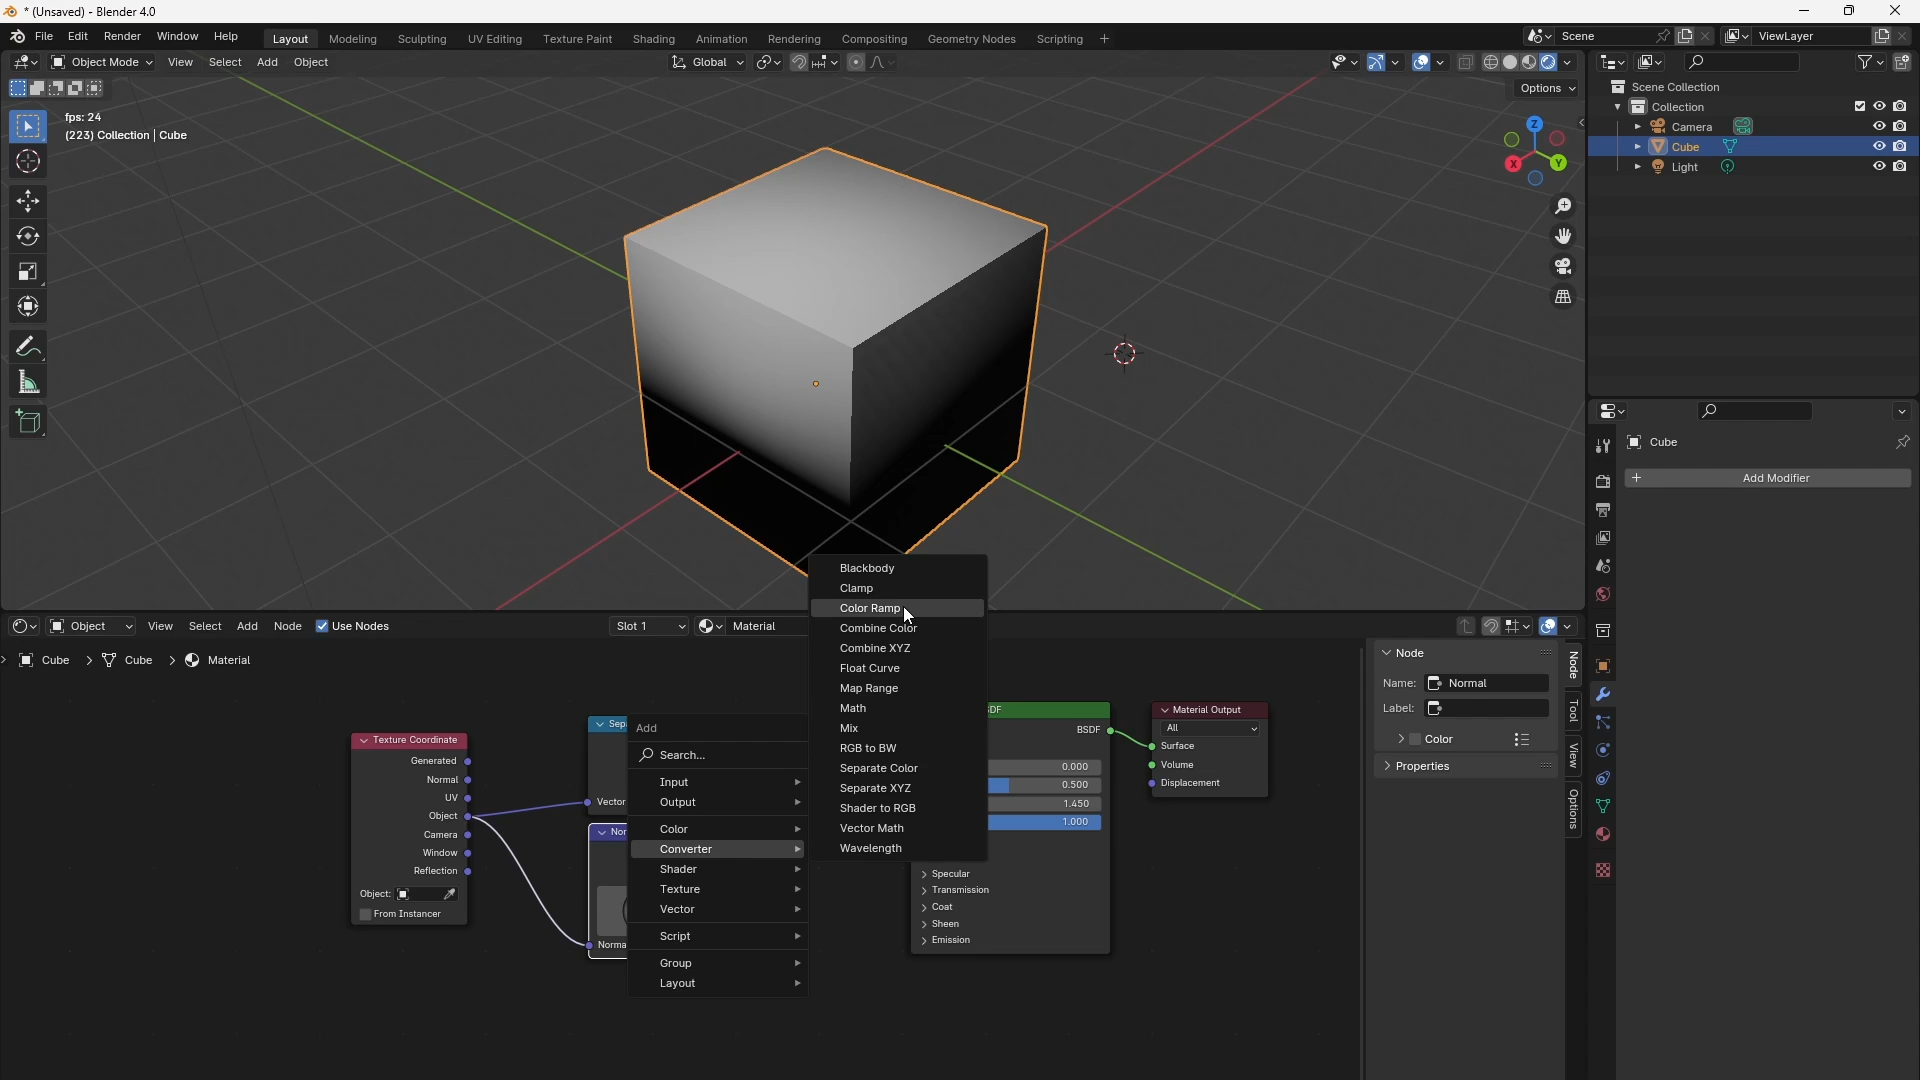 * (Unsaved) - Blender 4.0
File Edit Render Window Help
Layout Modeling Sculpting UV Editing Texture Paint Shading Animation Rendering Compositing Geometry Nodes Scripting +
Scene
ViewLayer
Object Mode View Select Add Object
Global
Options
fps: 24
(223) Collection | Cube
Z
X
Y
Scene Collection
Collection
Camera
Cube
Light
Cube
+ Add Modifier
Object View Select Add Node Use Nodes
Slot 1
Material
Cube > Cube > Material
Texture Coordinate
Generated
Normal
UV
Object
Camera
Window
Reflection
Object:
From Instancer
Sep
Vector
Nor
Norma
Add
Search...
Input
Output
Color
Converter
Shader
Texture
Vector
Script
Group
Layout
Blackbody
Clamp
Color Ramp
Combine Color
Combine XYZ
Float Curve
Map Range
Math
Mix
RGB to BW
Separate Color
Separate XYZ
Shader to RGB
Vector Math
Wavelength
SDF
BSDF
0.000
0.500
1.450
1.000
Specular
Transmission
Coat
Sheen
Emission
Material Output
All
Surface
Volume
Displacement
Node
Name: Normal
Label:
Color
Properties
Node
Tool
View
Options